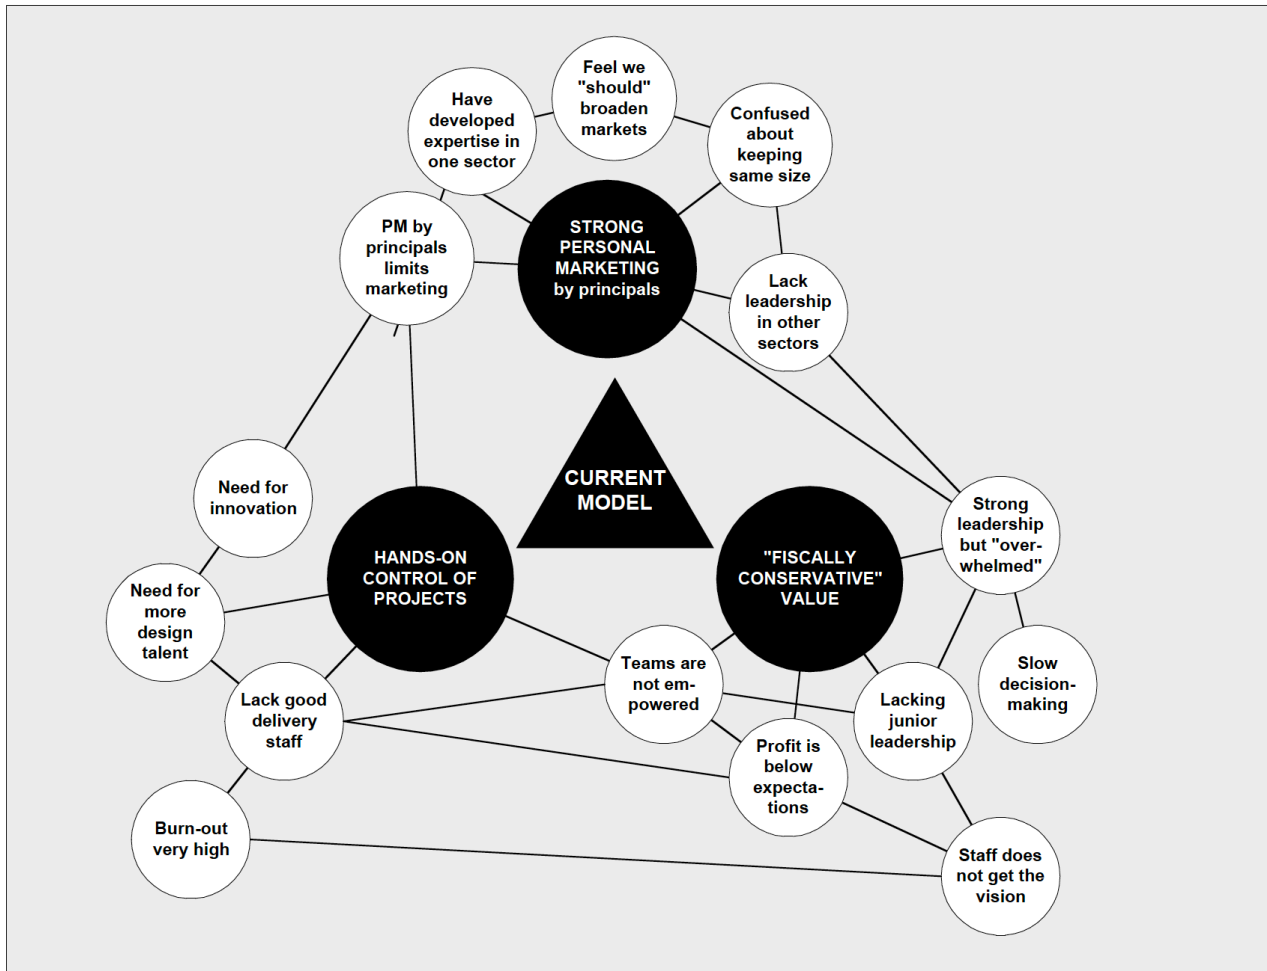 Feel we
"should"
broaden
markets
Have
developed
expertise in
one sector
Confused
about
keeping
same size
PM by
principals
limits
marketing
STRONG
PERSONAL
MARKETING
by principals
Lack
leadership
in other
sectors
CURRENT
MODEL
Need for
innovation
Strong
leadership
but "over-
whelmed"
HANDS-ON
CONTROL OF
PROJECTS
"FISCALLY
CONSERVATIVE"
VALUE
Need for
more
design
talent
Teams are
not em-
powered
Slow
decision-
making
Lack good
delivery
staff
Lacking
junior
leadership
Profit is
below
expecta-
tions
Burn-out
very high
Staff does
not get the
vision